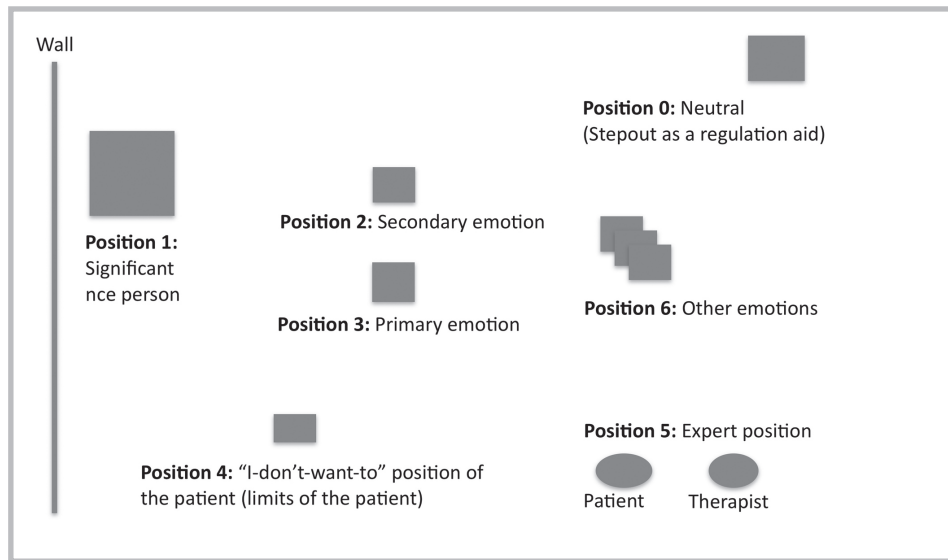 Wall
Position 0: Neutral
(Stepout as a regulation aid)
Position 2: Secondary emotion
Position 1:
Significant
nce person
Position 3: Primary emotion
Position 6: Other emotions
Position 4: “I-don’t-want-to” position of
the patient (limits of the patient)
Position 5: Expert position
Patient
Therapist